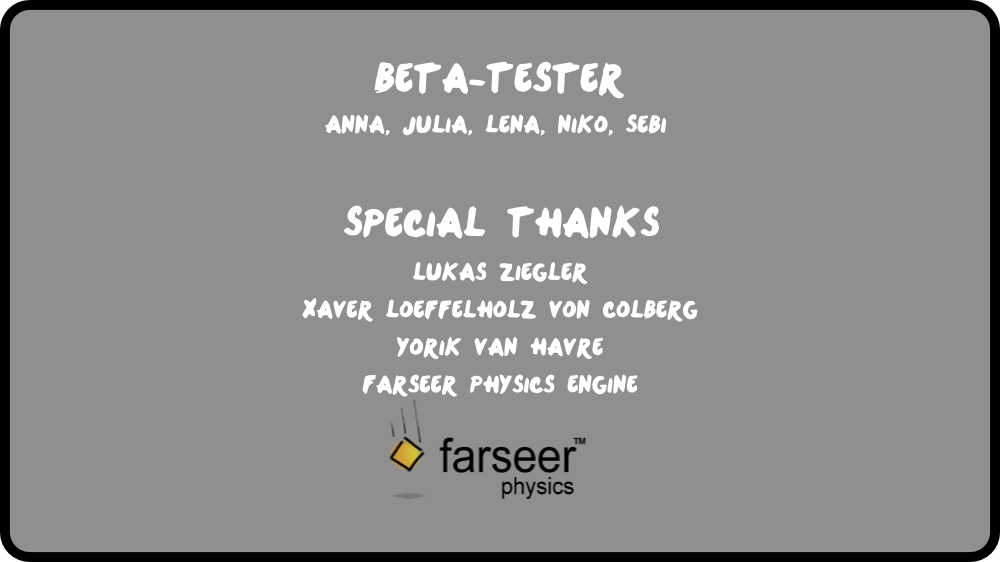 BETA-TESTER
ANNA, JULIA, LENA, NIKO, SEBI
SPECIAL THANKS
LUKAS ZIEGLER
XAVER LOEFFELHOLZ VON COLBERG
YORIK VAN HAVRE
FARSEER PHYSICS ENGINE
farseer™
physics